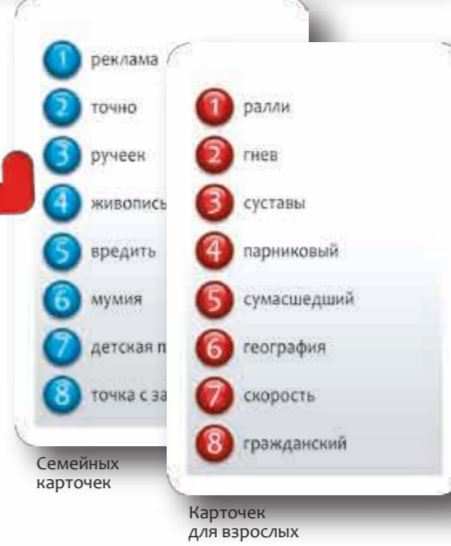 1 реклама
2 точно
3 ручеек
4 живопись
5 вредить
6 мумия
7 детская п
8 точка с за
Семейных
карточек
1 ралли
2 гнев
3 суставы
4 парниковый
5 сумасшедший
6 география
7 скорость
8 гражданский
Карточек
для взрослых